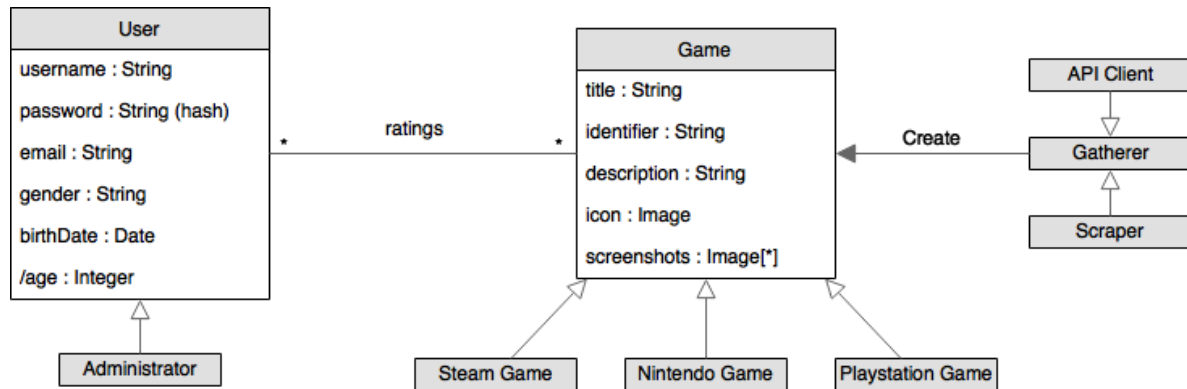 User
username : String
password : String (hash)
email : String
gender : String
birthDate : Date
/age : Integer
Administrator
* ratings *
Game
title : String
identifier : String
description : String
icon : Image
screenshots : Image[*]
Steam Game
Nintendo Game
Playstation Game
Create
API Client
Gatherer
Scraper